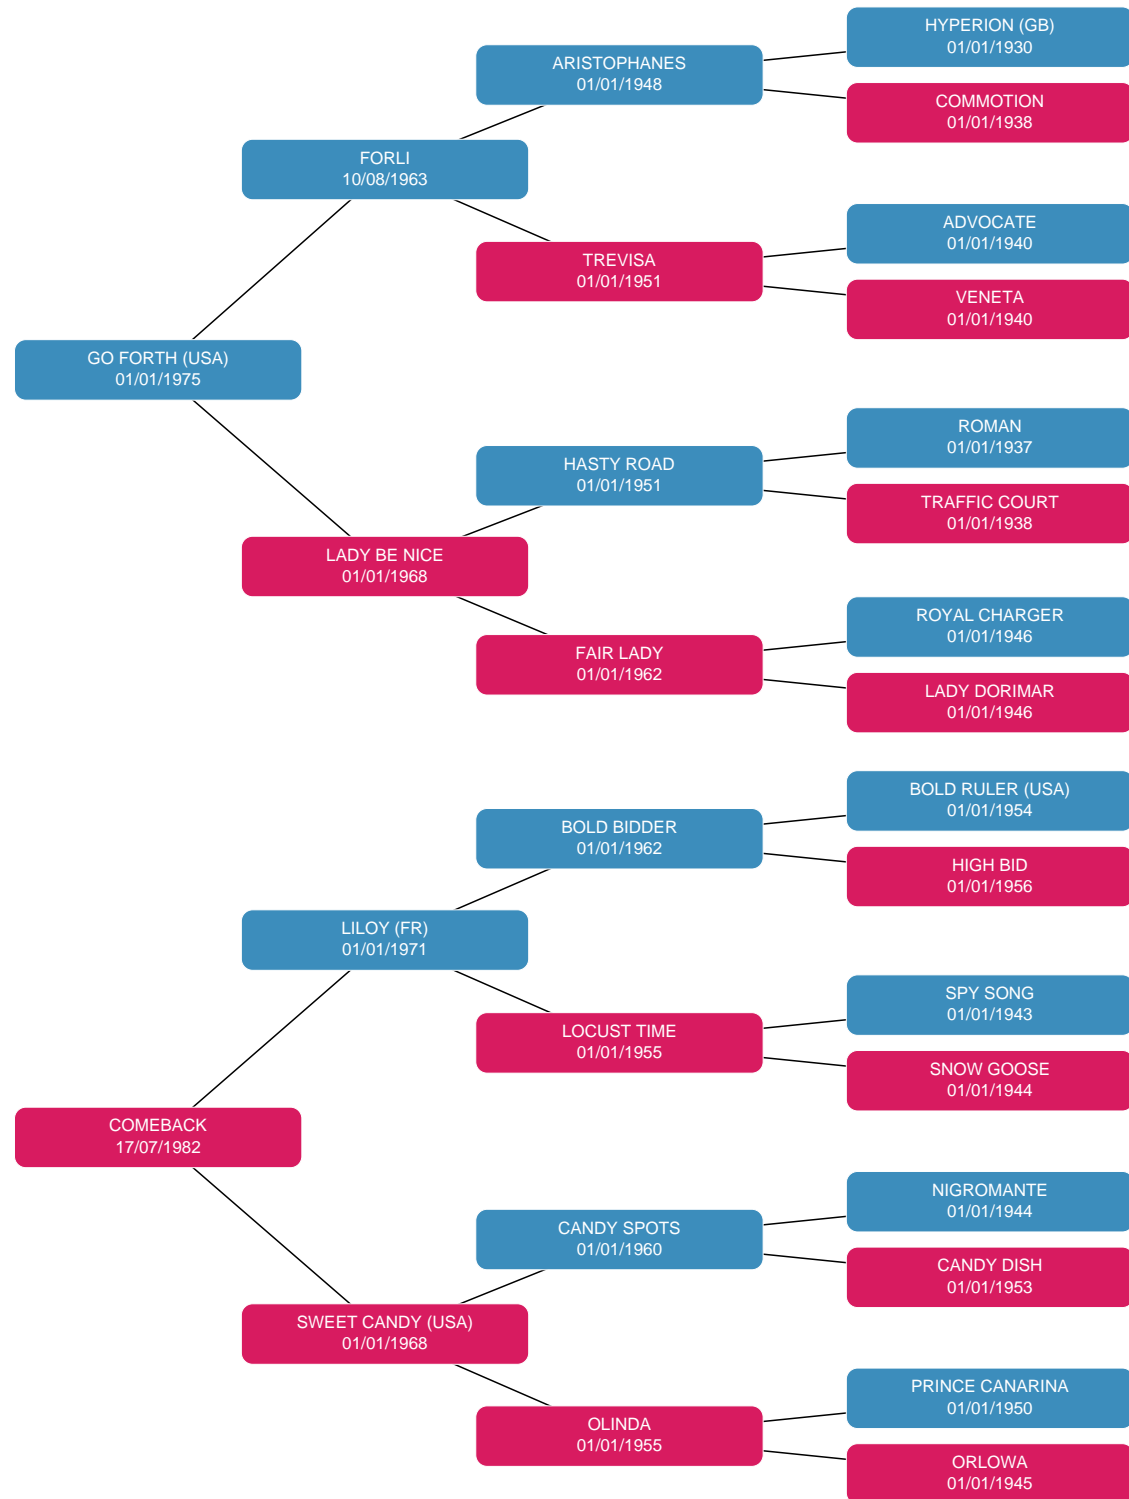 HYPERION (GB)
01/01/1930
ARISTOPHANES
01/01/1948
COMMOTION
01/01/1938
FORLI
10/08/1963
ADVOCATE
01/01/1940
TREVISA
01/01/1951
VENETA
01/01/1940
GO FORTH (USA)
01/01/1975
ROMAN
01/01/1937
HASTY ROAD
01/01/1951
TRAFFIC COURT
01/01/1938
LADY BE NICE
01/01/1968
ROYAL CHARGER
01/01/1946
FAIR LADY
01/01/1962
LADY DORIMAR
01/01/1946
BOLD RULER (USA)
01/01/1954
BOLD BIDDER
01/01/1962
HIGH BID
01/01/1956
LILOY (FR)
01/01/1971
SPY SONG
01/01/1943
LOCUST TIME
01/01/1955
SNOW GOOSE
01/01/1944
COMEBACK
17/07/1982
NIGROMANTE
01/01/1944
CANDY SPOTS
01/01/1960
CANDY DISH
01/01/1953
SWEET CANDY (USA)
01/01/1968
PRINCE CANARINA
01/01/1950
OLINDA
01/01/1955
ORLOWA
01/01/1945